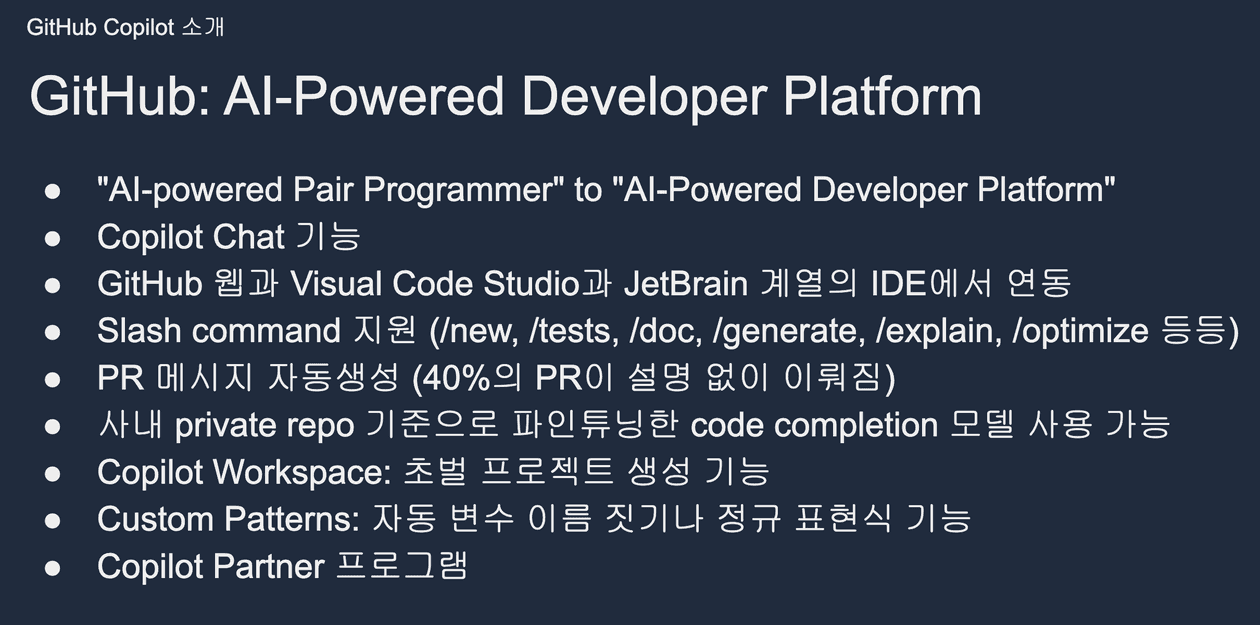 GitHub Copilot 소개
GitHub: AI-Powered Developer Platform
● "AI-powered Pair Programmer" to "AI-Powered Developer Platform"
● Copilot Chat 기능
● GitHub 웹과 Visual Code Studio과 JetBrain 계열의 IDE에서 연동
● Slash command 지원 (/new, /tests, /doc, /generate, /explain, /optimize 등등)
● PR 메시지 자동생성 (40%의 PR이 설명 없이 이뤄짐)
● 사내 private repo 기준으로 파인튜닝한 code completion 모델 사용 가능
● Copilot Workspace: 초벌 프로젝트 생성 기능
● Custom Patterns: 자동 변수 이름 짓기나 정규 표현식 기능
● Copilot Partner 프로그램